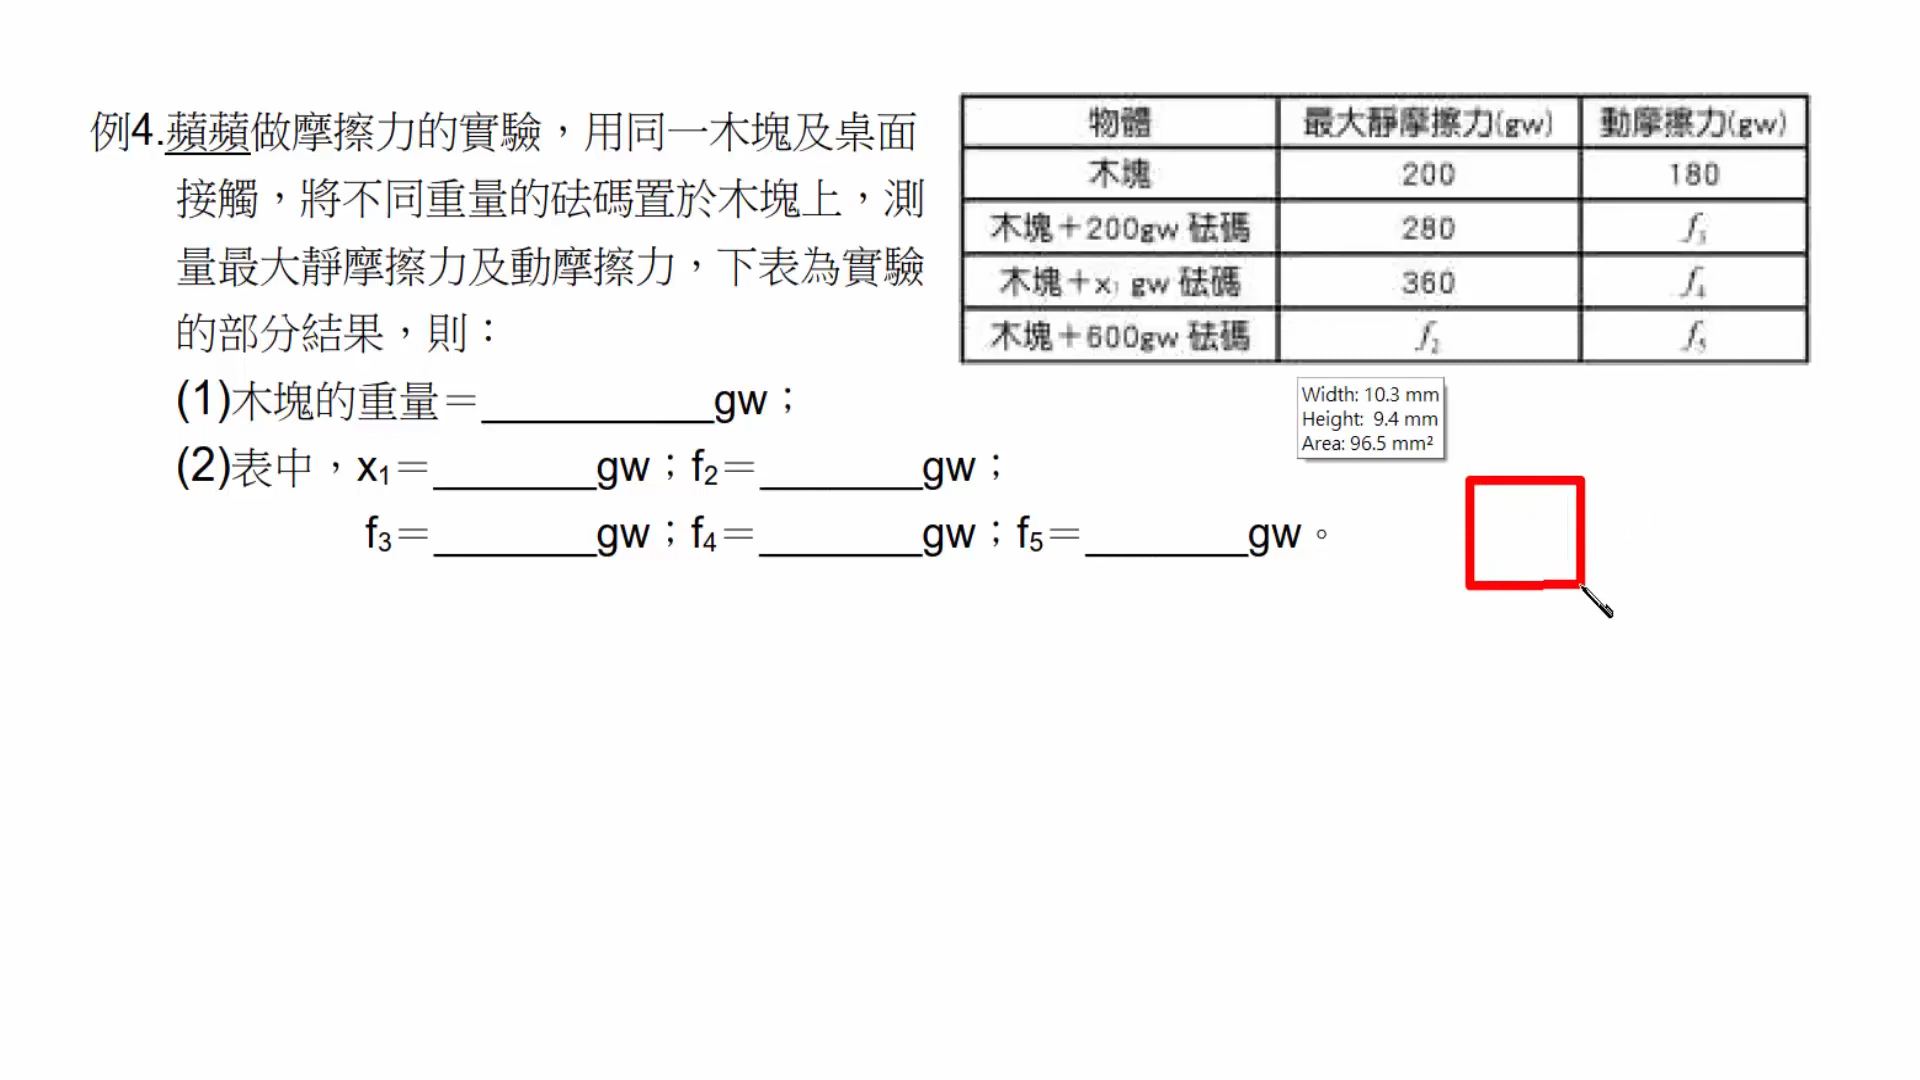 例4.蘋蘋做摩擦力的實驗，用同一木塊及桌面
接觸，將不同重量的砝碼置於木塊上，測
量最大靜摩擦力及動摩擦力，下表為實驗
的部分結果，則：
(1)木塊的重量＝__________gw；
(2)表中，x₁＝_______gw；f₂＝_______gw；
f₃＝_______gw；f₄＝_______gw；f₅＝_______gw。
物體 最大靜摩擦力(gw) 動摩擦力(gw)
木塊 200 180
木塊＋200gw 砝碼 280 f₃
木塊＋x₁ gw 砝碼 360 f₄
木塊＋600gw 砝碼 f₂ f₅
Width: 10.3 mm
Height: 9.4 mm
Area: 96.5 mm²